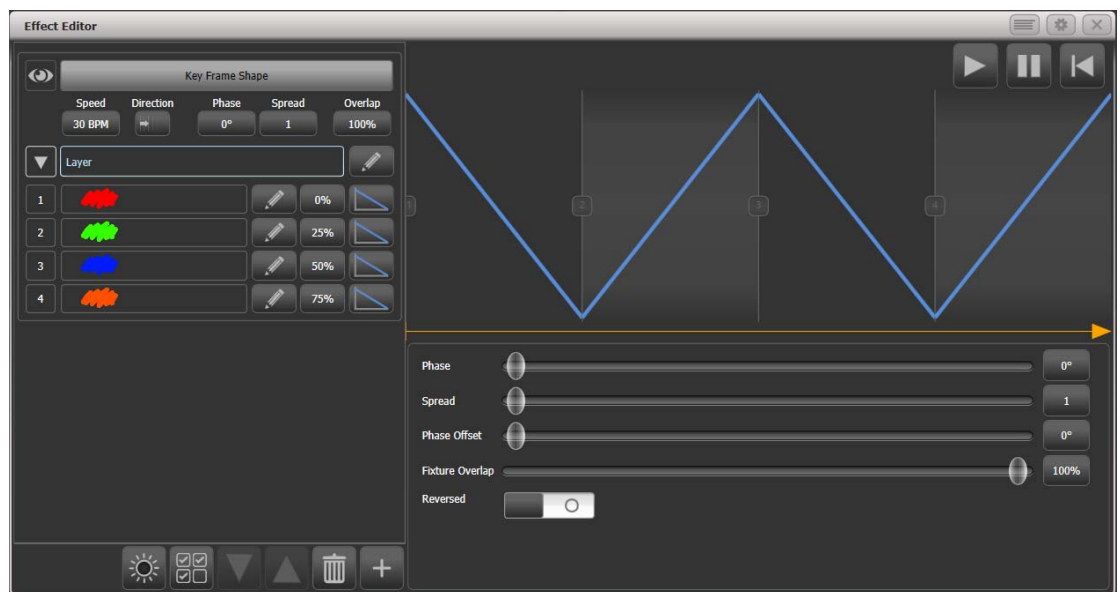 Effect Editor
Key Frame Shape
Speed Direction Phase Spread Overlap
30 BPM 0° 1 100%
Layer
1 0%
2 25%
3 50%
4 75%
1 2 3 4
Phase 0°
Spread 1
Phase Offset 0°
Fixture Overlap 100%
Reversed